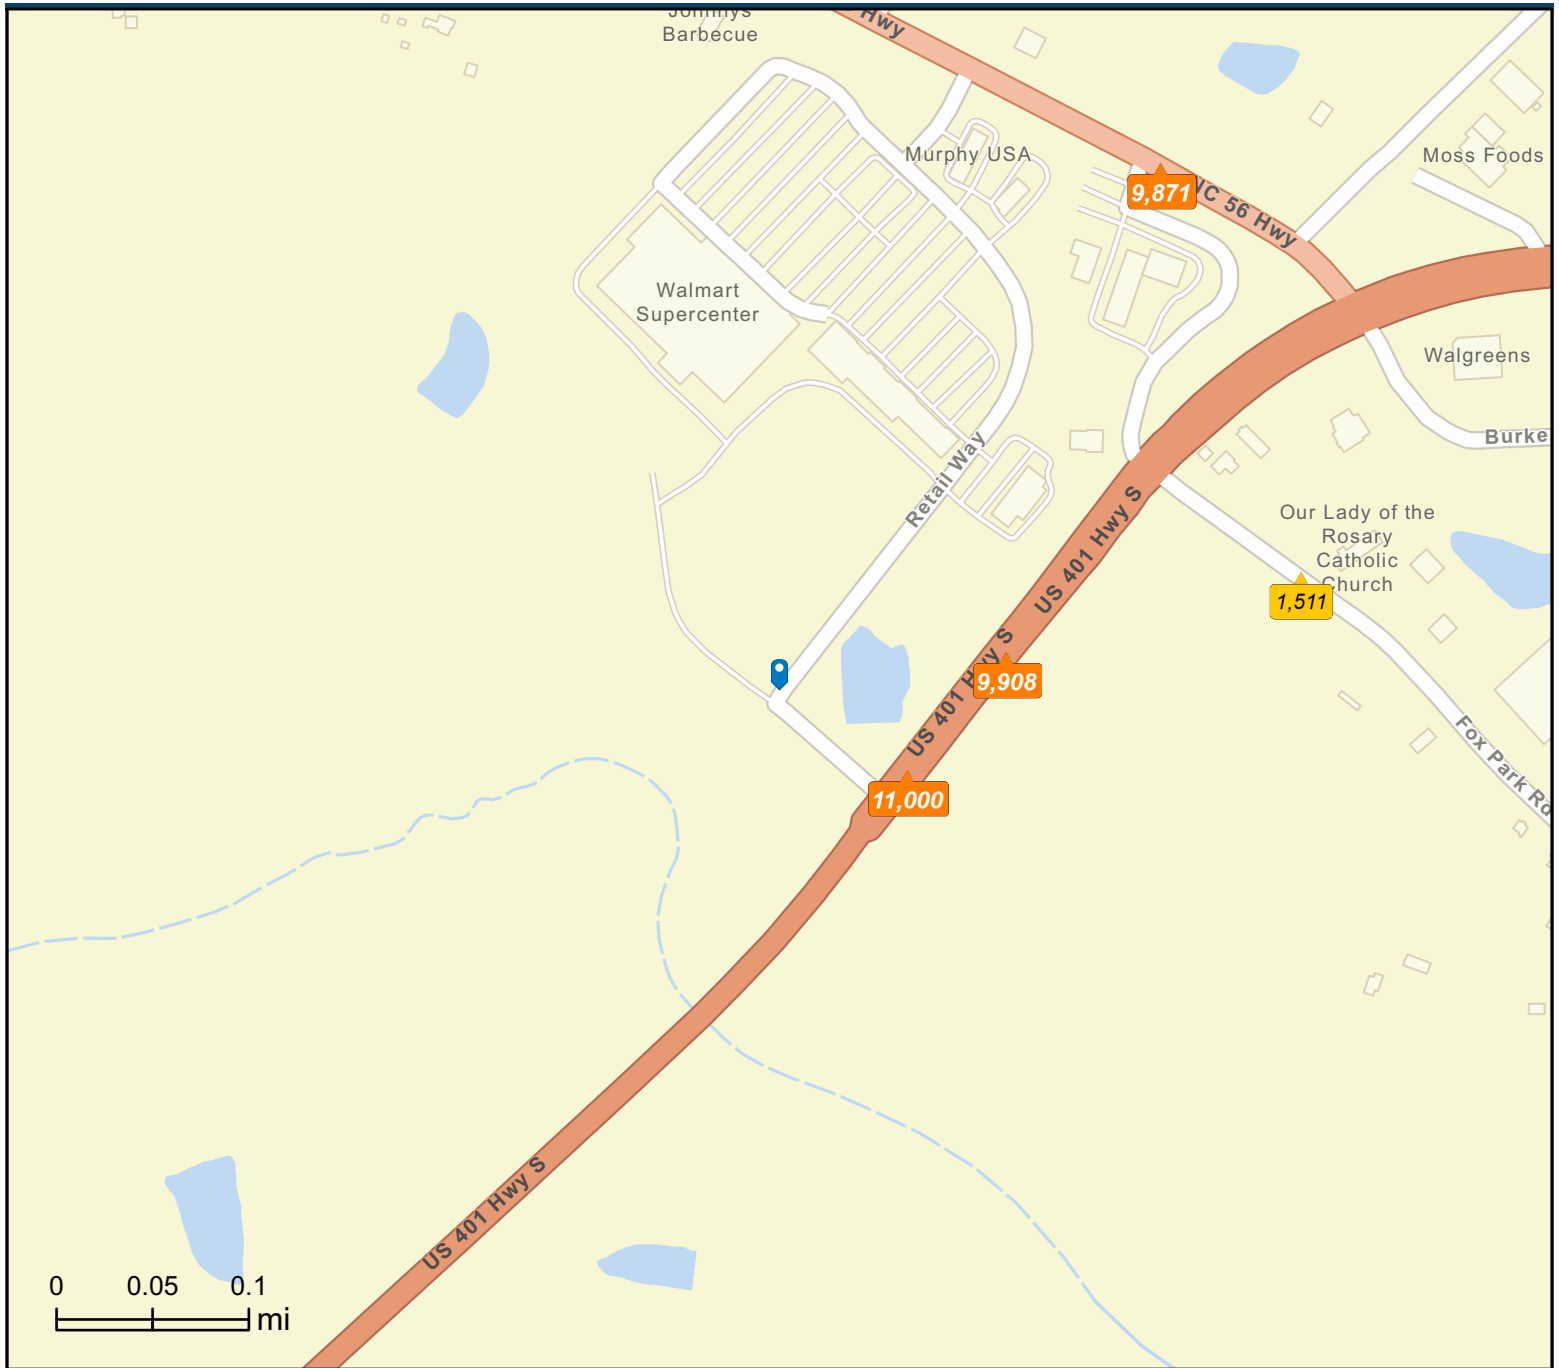 Johnnys
Barbecue
Hwy
Murphy USA
Moss Foods
9,871
NC 56 Hwy
Walmart
Supercenter
Walgreens
Burke
Retail Way
US 401 Hwy S
Our Lady of the
Rosary
Catholic
Church
1,511
US 401 Hwy S
9,908
11,000
Fox Park Rd
US 401 Hwy S
0 0.05 0.1
mi